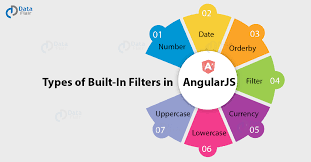 Data
Flair
Types of Built-In Filters in
AngularJS
01
Number
02
Date
03
Orderby
Filter
04
Currency
05
Lowercase
06
Uppercase
07